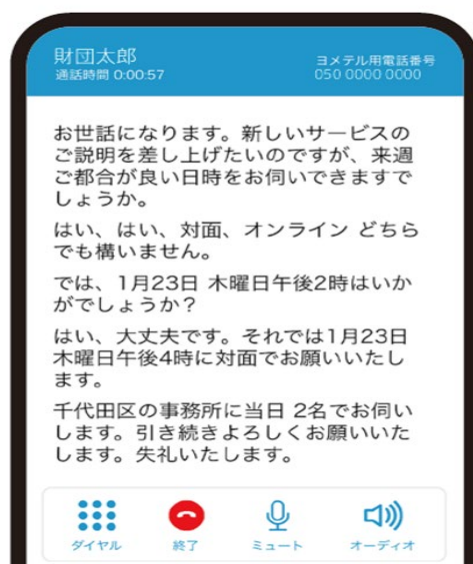 財団太郎
通話時間 0:00:57
ヨメテル用電話番号
050 0000 0000
お世話になります。新しいサービスの
ご説明を差し上げたいのですが、来週
ご都合が良い日時をお伺いできますで
しょうか。
はい、はい、対面、オンライン どちら
でも構いません。
では、1月23日 木曜日午後2時はいか
がでしょうか？
はい、大丈夫です。それでは1月23日
木曜日午後4時に対面でお願いいたし
ます。
千代田区の事務所に当日 2名でお伺い
します。引き続きよろしくお願いいた
します。失礼いたします。
ダイヤル
終了
ミュート
オーディオ